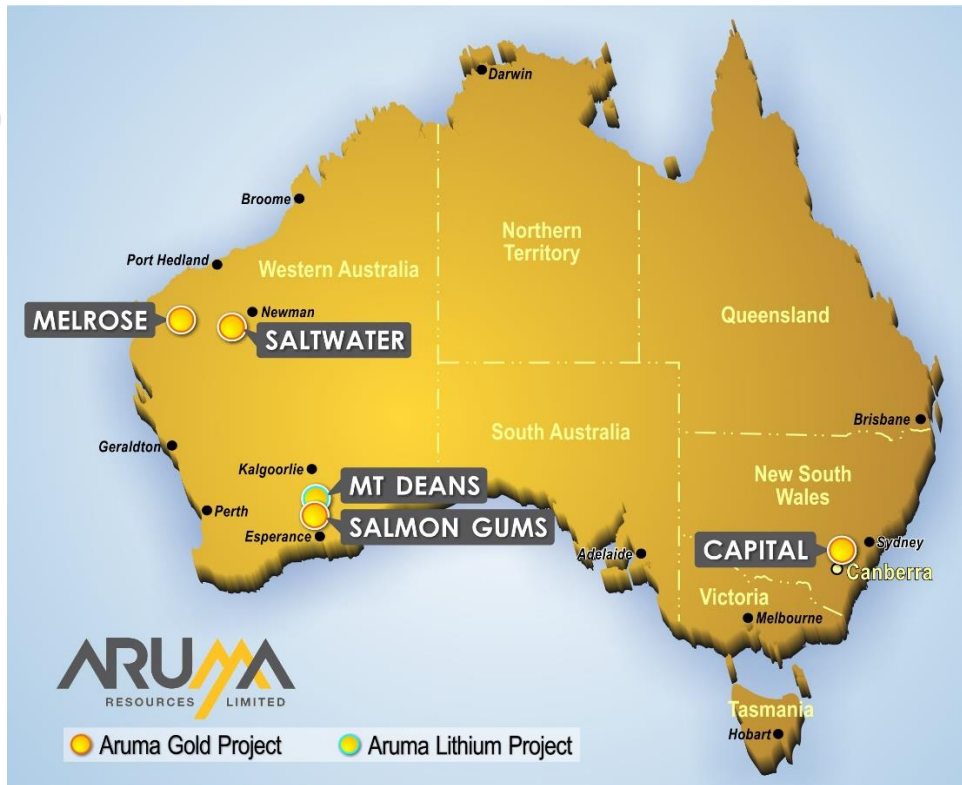 Darwin
Broome
Northern
Territory
Port Hedland
Western Australia
MELROSE
Newman
SALTWATER
Queensland
Brisbane
South Australia
Geraldton
Kalgoorlie
New South
Wales
MT DEANS
Perth
SALMON GUMS
Esperance
Adelaide
CAPITAL
Sydney
Canberra
Victoria
Melbourne
Tasmania
Hobart
ARUMA
RESOURCES LIMITED
Aruma Gold Project
Aruma Lithium Project